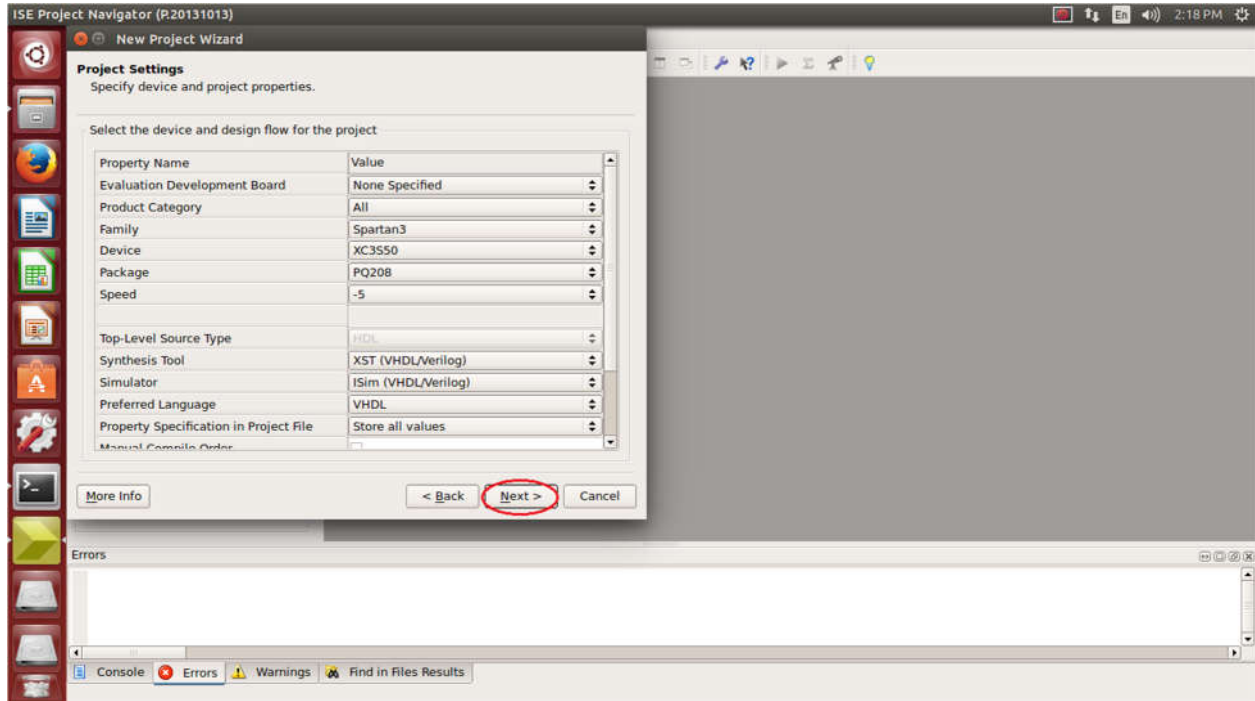 ISE Project Navigator (P.20131013)
En 2:18 PM
New Project Wizard
Project Settings
Specify device and project properties.
Select the device and design flow for the project
Property Name Value
Evaluation Development Board None Specified
Product Category All
Family Spartan3
Device XC3S50
Package PQ208
Speed -5
Top-Level Source Type HDL
Synthesis Tool XST (VHDL/Verilog)
Simulator ISim (VHDL/Verilog)
Preferred Language VHDL
Property Specification in Project File Store all values
Manual Compile Order
More Info < Back Next > Cancel
Errors
Console Errors Warnings Find in Files Results